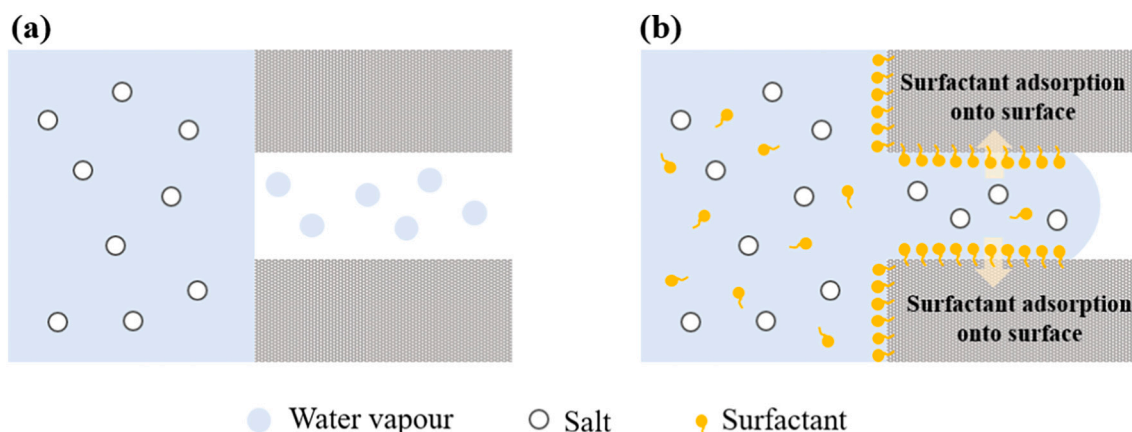 (a)
(b)
Surfactant adsorption
onto surface
Surfactant adsorption
onto surface
Water vapour
Salt
Surfactant